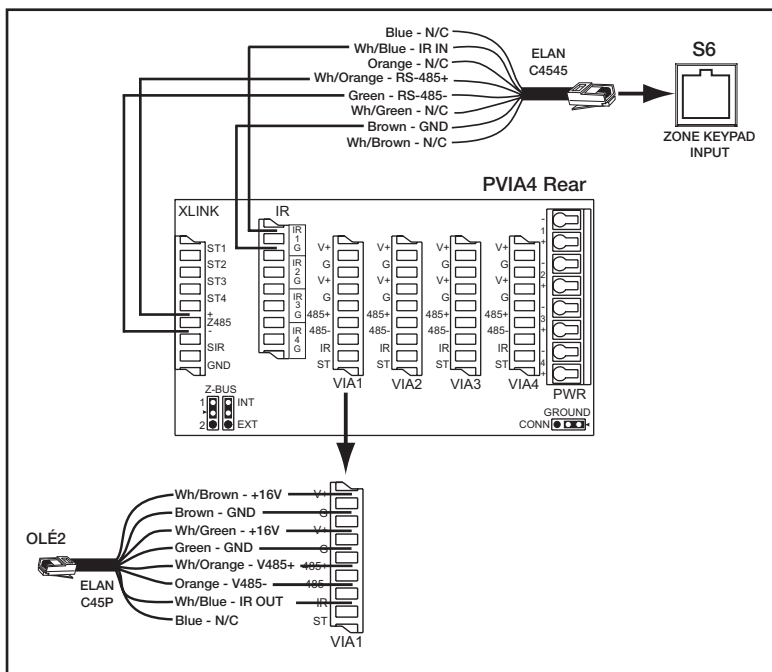 Blue - N/C
Wh/Blue - IR IN
Orange - N/C
Wh/Orange - RS-485+
Green - RS-485-
Wh/Green - N/C
Brown - GND
Wh/Brown - N/C
ELAN
C4545
S6
ZONE KEYPAD
INPUT
PVIA4 Rear
XLINK
ST1
ST2
ST3
ST4
+
Z485
-
SIR
GND
IR
IR
1
G
IR
2
G
IR
3
G
IR
4
G
V+
G
V+
G
485+
485-
IR
ST
VIA1
V+
G
V+
G
485+
485-
IR
ST
VIA2
V+
G
V+
G
485+
485-
IR
ST
VIA3
V+
G
V+
G
485+
485-
IR
ST
VIA4
-
1
+
-
2
+
-
3
+
-
4
+
PWR
Z-BUS
1
2
INT
EXT
GROUND
CONN
OLÉ2
ELAN
C45P
Wh/Brown - +16V
Brown - GND
Wh/Green - +16V
Green - GND
Wh/Orange - V485+
Orange - V485-
Wh/Blue - IR OUT
Blue - N/C
V+
G
V+
G
485+
485-
IR
ST
VIA1